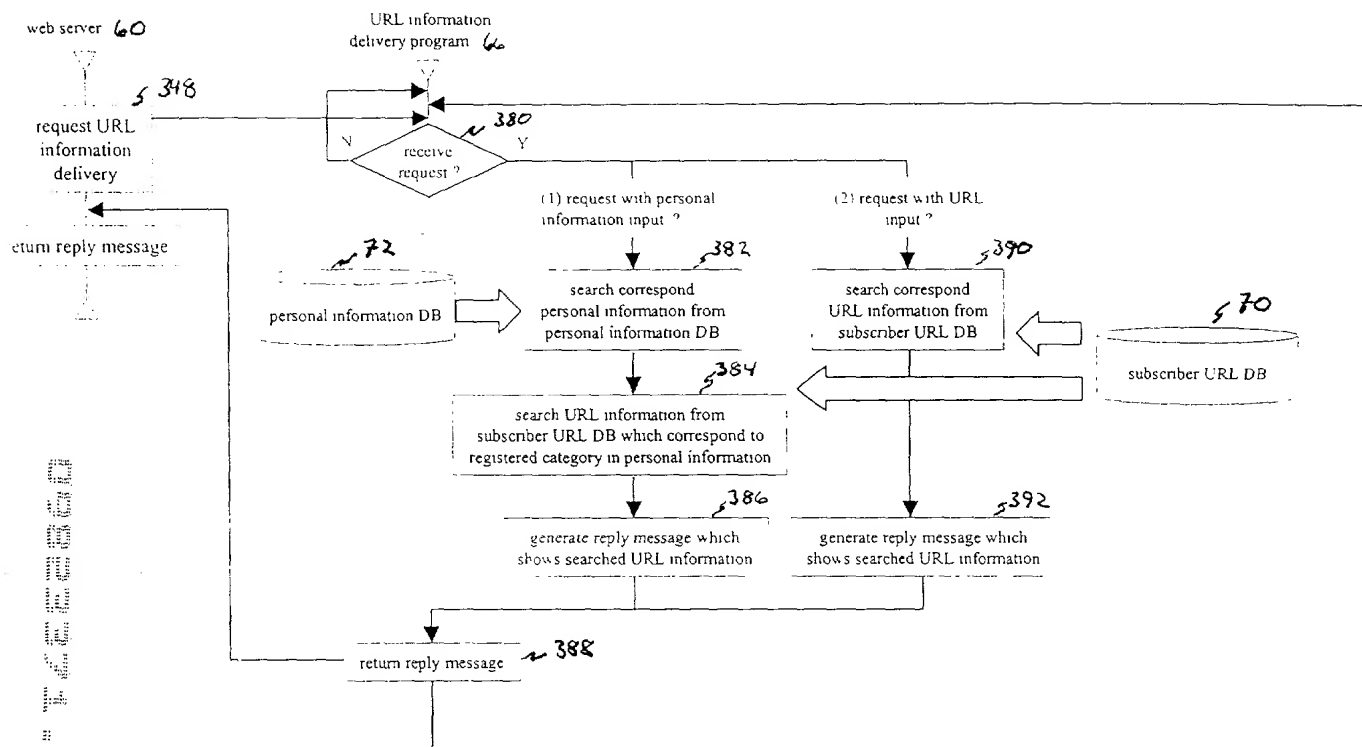 web server 60
URL information
delivery program 66
348
request URL
information
delivery
380
N
receive
request ?
Y
(1) request with personal
information input ?
(2) request with URL
input ?
eturn reply message
72
personal information DB
382
search correspond
personal information from
personal information DB
390
search correspond
URL information from
subscriber URL DB
70
subscriber URL DB
384
search URL information from
subscriber URL DB which correspond to
registered category in personal information
386
generate reply message which
shows searched URL information
392
generate reply message which
shows searched URL information
return reply message
388